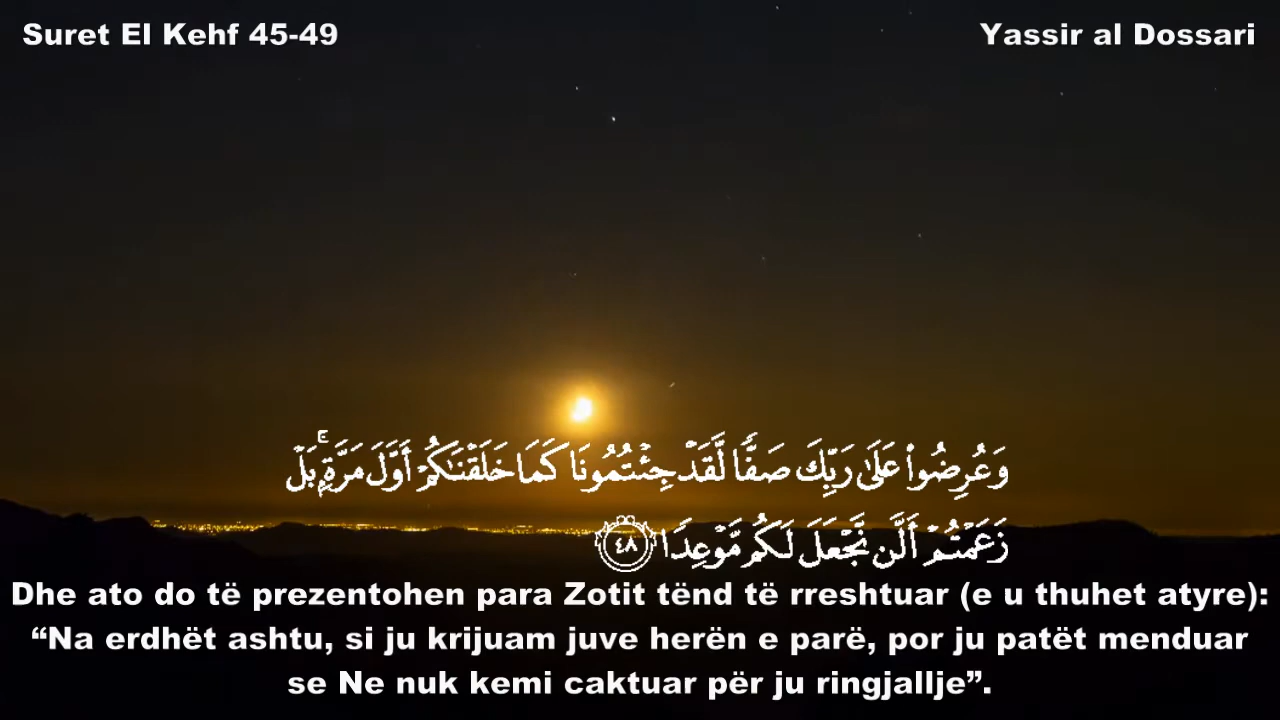 Suret El Kehf 45-49
Yassir al Dossari
وَعُرِضُوا۟ عَلَىٰ رَبِّكَ صَفًّا لَّقَدْ جِئْتُمُونَا كَمَا خَلَقْنَـٰكُمْ أَوَّلَ مَرَّةٍۭ ۚ بَلْ
زَعَمْتُمْ أَلَّن نَّجْعَلَ لَكُم مَّوْعِدًا ٤٨
Dhe ato do të prezentohen para Zotit tënd të rreshtuar (e u thuhet atyre):
“Na erdhët ashtu, si ju krijuam juve herën e parë, por ju patët menduar
se Ne nuk kemi caktuar për ju ringjallje”.